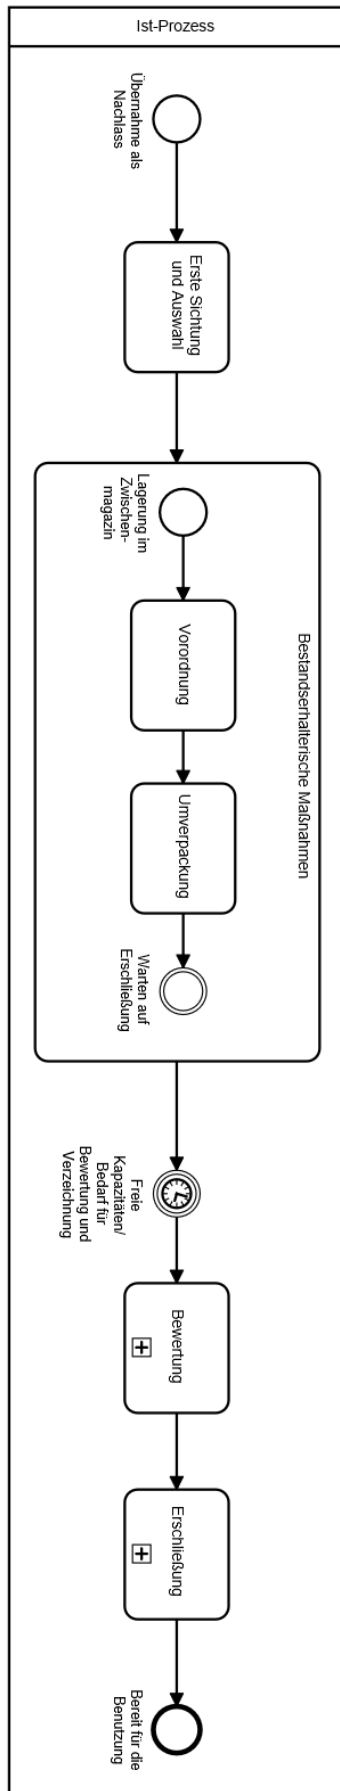 Ist-Prozess
Übernahme als
Nachlass
Erste Sichtung
und Auswahl
Bestandserhalterische Maßnahmen
Lagerung im
Zwischen-
magazin
Vorordnung
Umverpackung
Warten auf
Erschließung
Freie
Kapazitäten/
Bedarf für
Bewertung und
Verzeichnung
Bewertung
Erschließung
Bereit für die
Benutzung